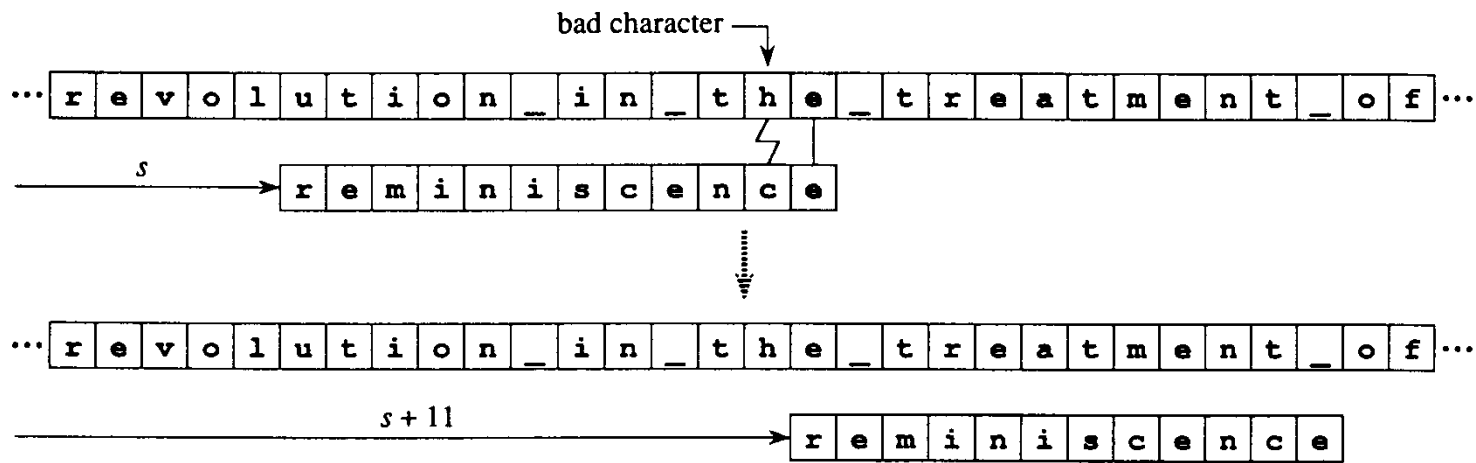 bad character
... r e v o l u t i o n _ i n _ t h e _ t r e a t m e n t _ o f ...
s
r e m i n i s c e n c e
... r e v o l u t i o n _ i n _ t h e _ t r e a t m e n t _ o f ...
s + 11
r e m i n i s c e n c e